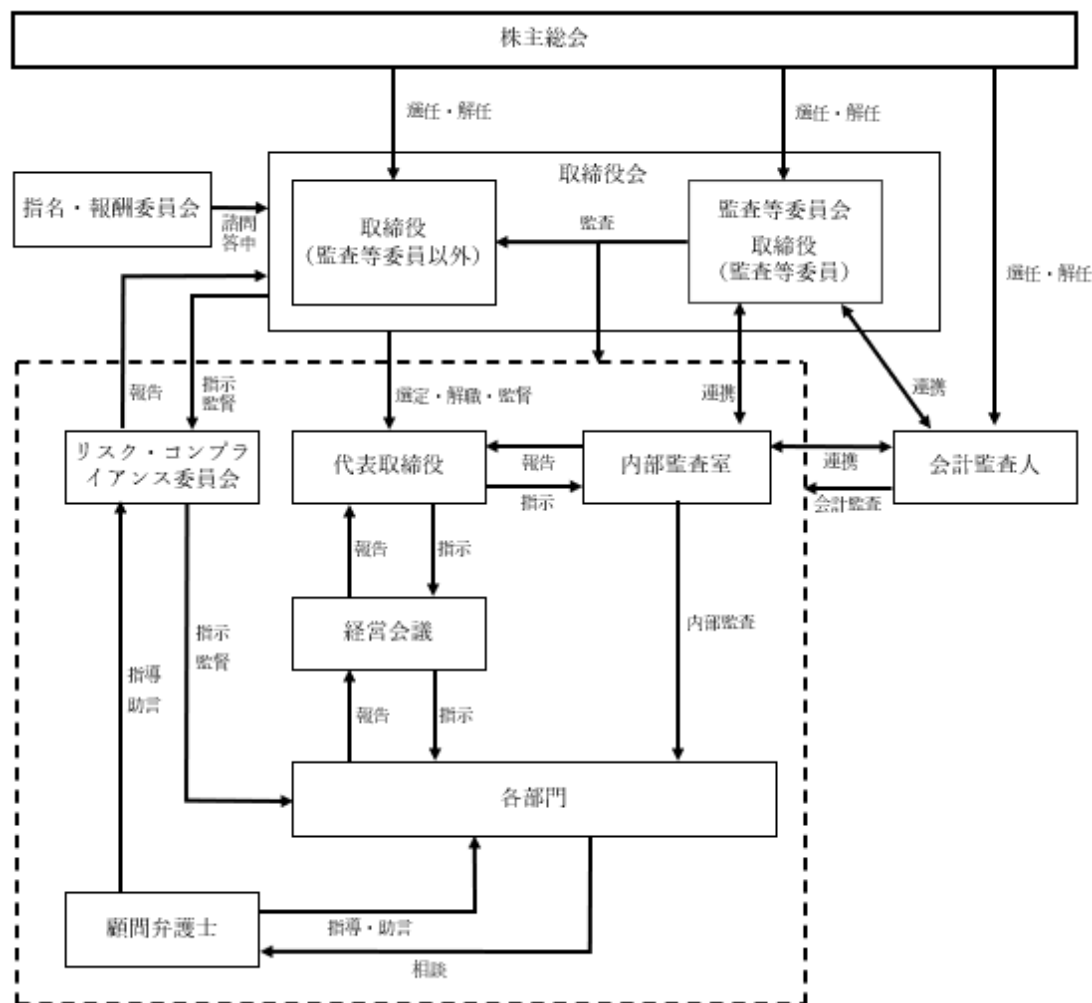 株主総会
選任・解任
選任・解任
取締役会
指名・報酬委員会
諮問
答申
取締役
（監査等委員以外）
監査
監査等委員会
取締役
（監査等委員）
選任・解任
報告
指示
監督
選定・解職・監督
連携
連携
リスク・コンプラ
イアンス委員会
代表取締役
報告
指示
内部監査室
連携
会計監査
会計監査人
報告
指示
経営会議
内部監査
指示
監督
指導
助言
報告
指示
各部門
顧問弁護士
指導・助言
相談